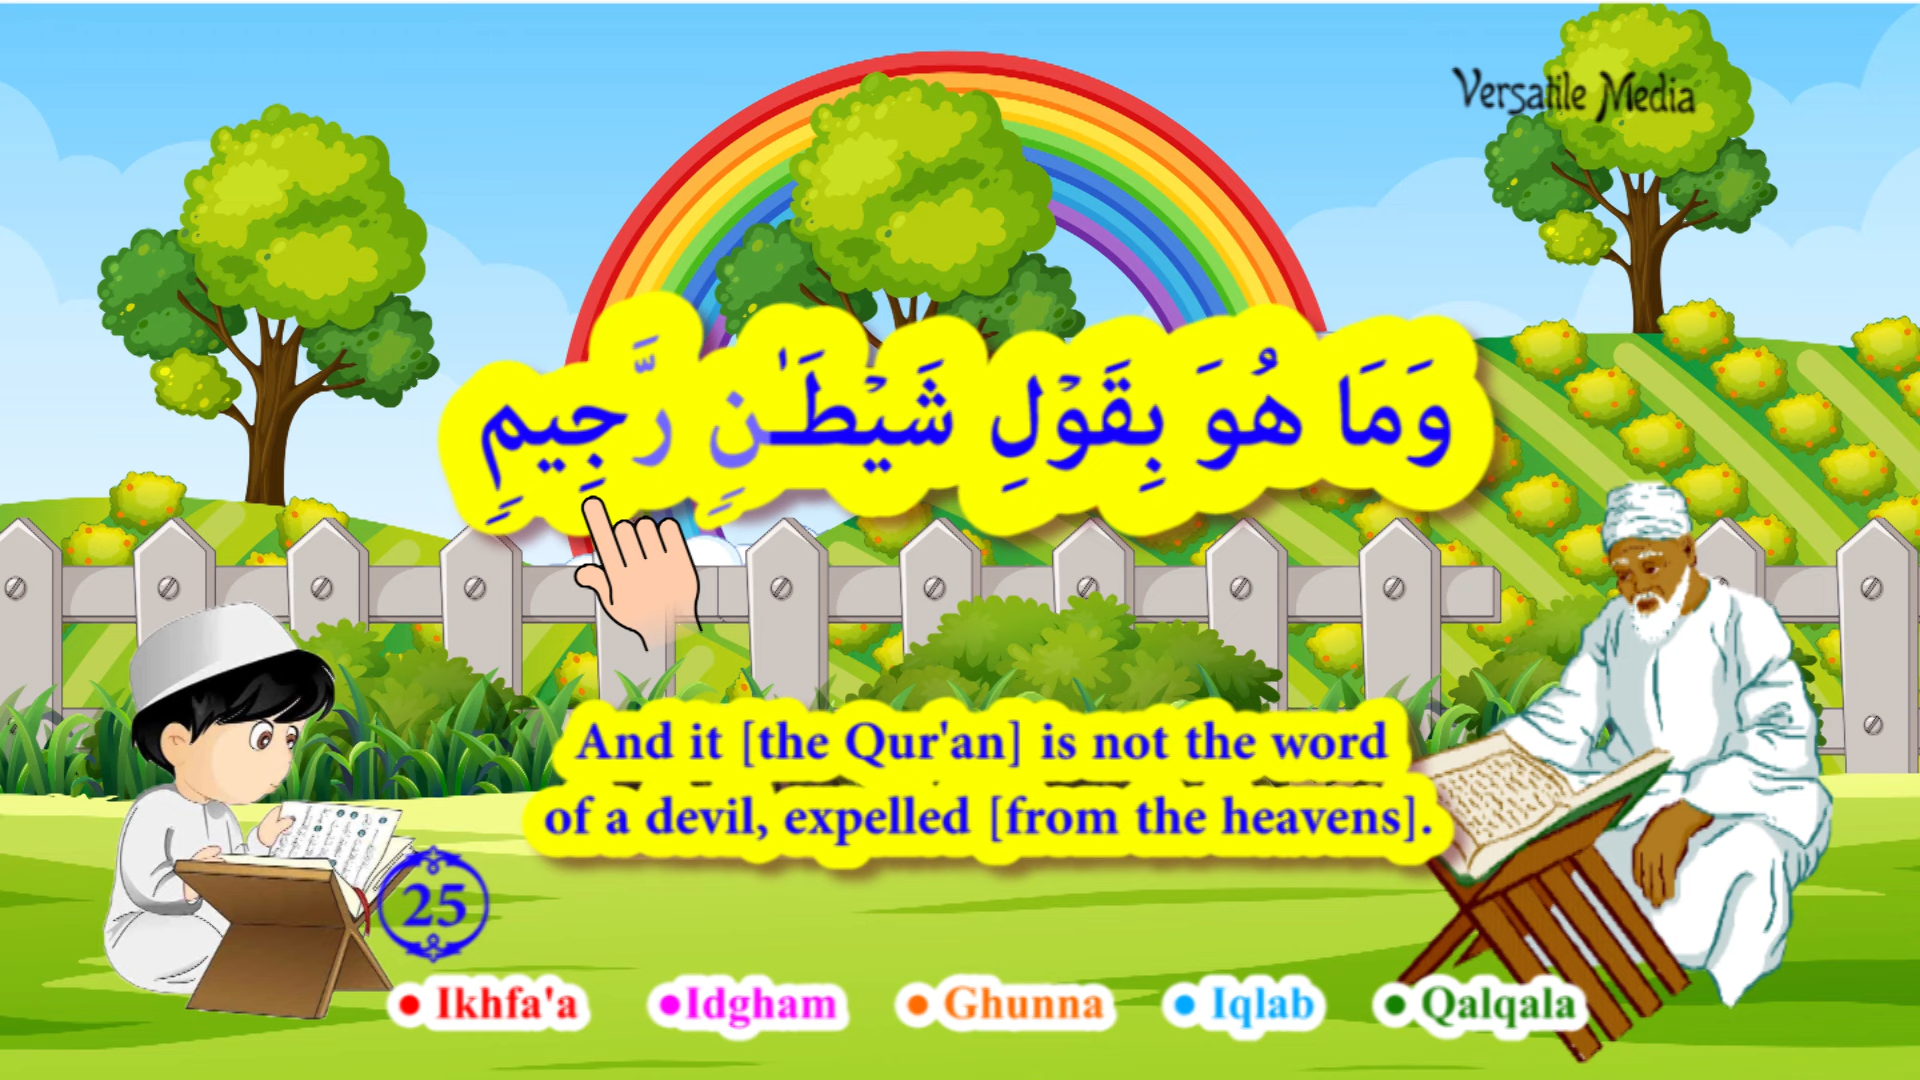 Versatile Media
وَمَا هُوَ بِقَوۡلِ شَيۡطَـٰنٍ رَّجِيمٍ
And it [the Qur'an] is not the word
of a devil, expelled [from the heavens].
25
Ikhfa'a
Idgham
Ghunna
Iqlab
Qalqala